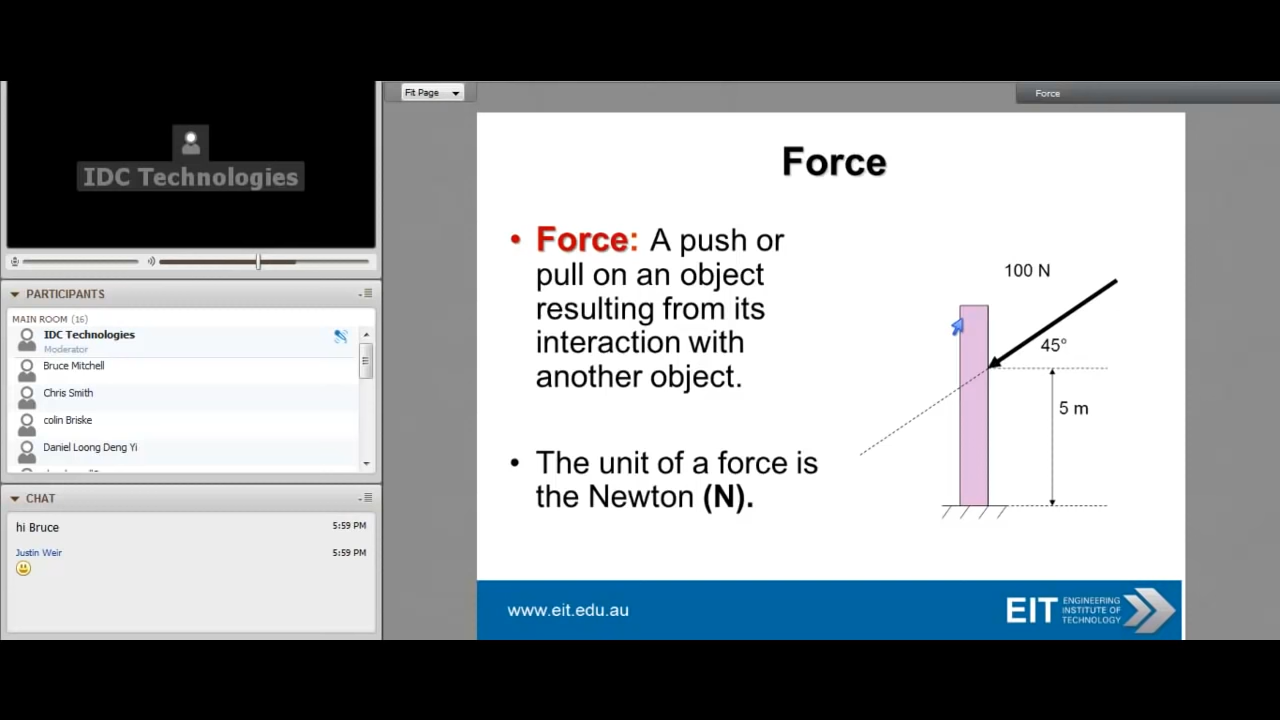 Fit Page
Force
IDC Technologies
PARTICIPANTS
MAIN ROOM (16)
IDC Technologies
Moderator
Bruce Mitchell
Chris Smith
colin Briske
Daniel Loong Deng Yi
CHAT
hi Bruce 5:59 PM
Justin Weir 5:59 PM
Force
• Force: A push or
pull on an object
resulting from its
interaction with
another object.
• The unit of a force is
the Newton (N).
100 N
45°
5 m
www.eit.edu.au
EIT ENGINEERING
INSTITUTE OF
TECHNOLOGY